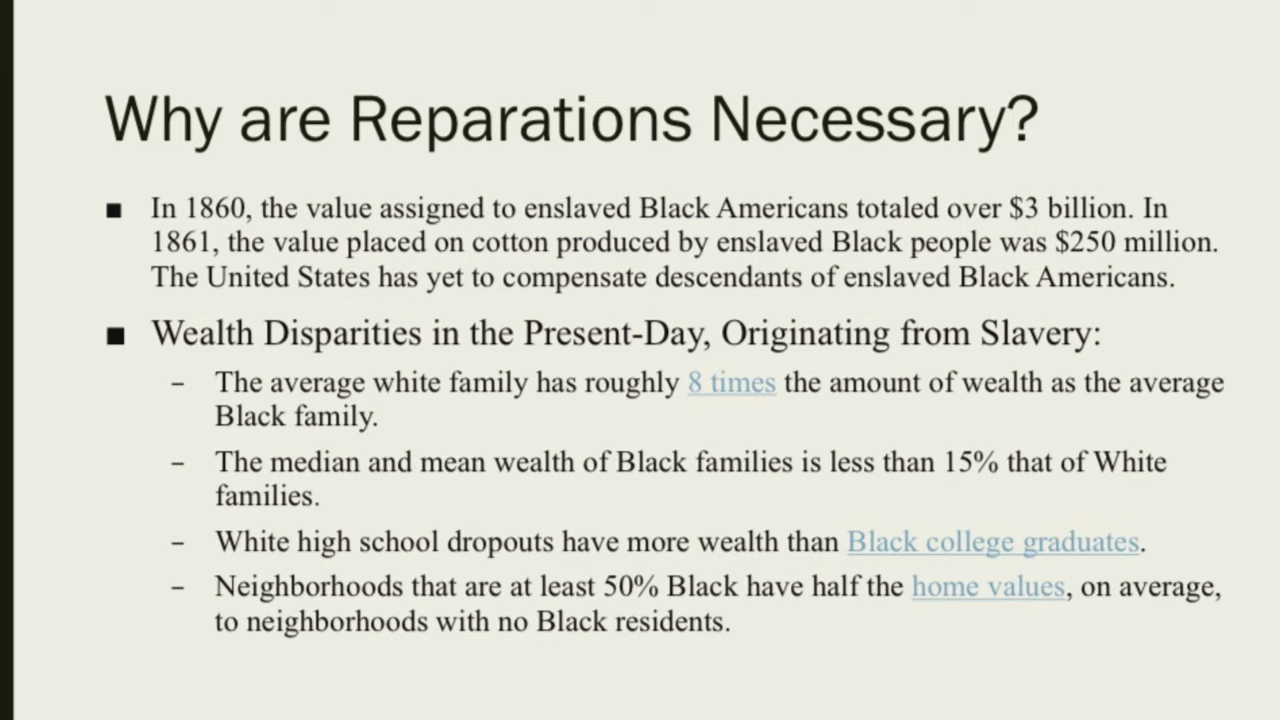 Why are Reparations Necessary?
■ In 1860, the value assigned to enslaved Black Americans totaled over $3 billion. In
1861, the value placed on cotton produced by enslaved Black people was $250 million.
The United States has yet to compensate descendants of enslaved Black Americans.
■ Wealth Disparities in the Present-Day, Originating from Slavery:
– The average white family has roughly 8 times the amount of wealth as the average
Black family.
– The median and mean wealth of Black families is less than 15% that of White
families.
– White high school dropouts have more wealth than Black college graduates.
– Neighborhoods that are at least 50% Black have half the home values, on average,
to neighborhoods with no Black residents.